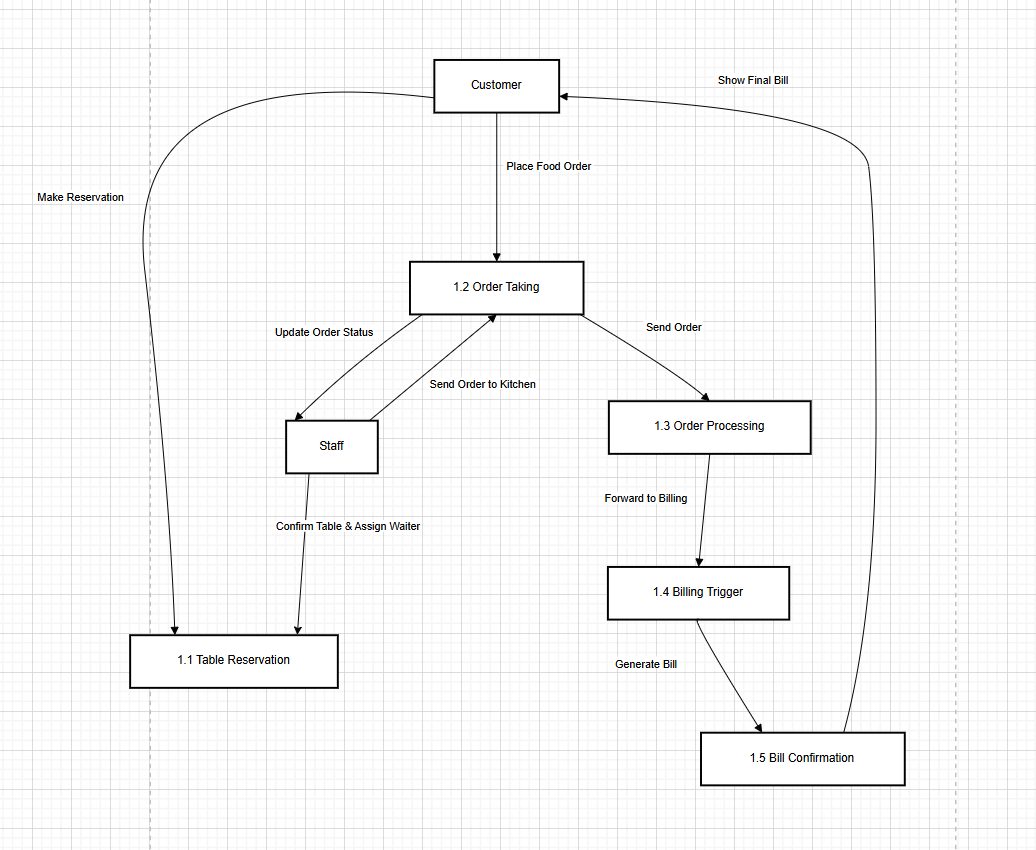 Show Final Bill
Customer
Place Food Order
Make Reservation
1.2 Order Taking
Send Order
Update Order Status
Send Order to Kitchen
1.3 Order Processing
Staff
Forward to Billing
Confirm Table & Assign Waiter
1.4 Billing Trigger
1.1 Table Reservation
Generate Bill
1.5 Bill Confirmation